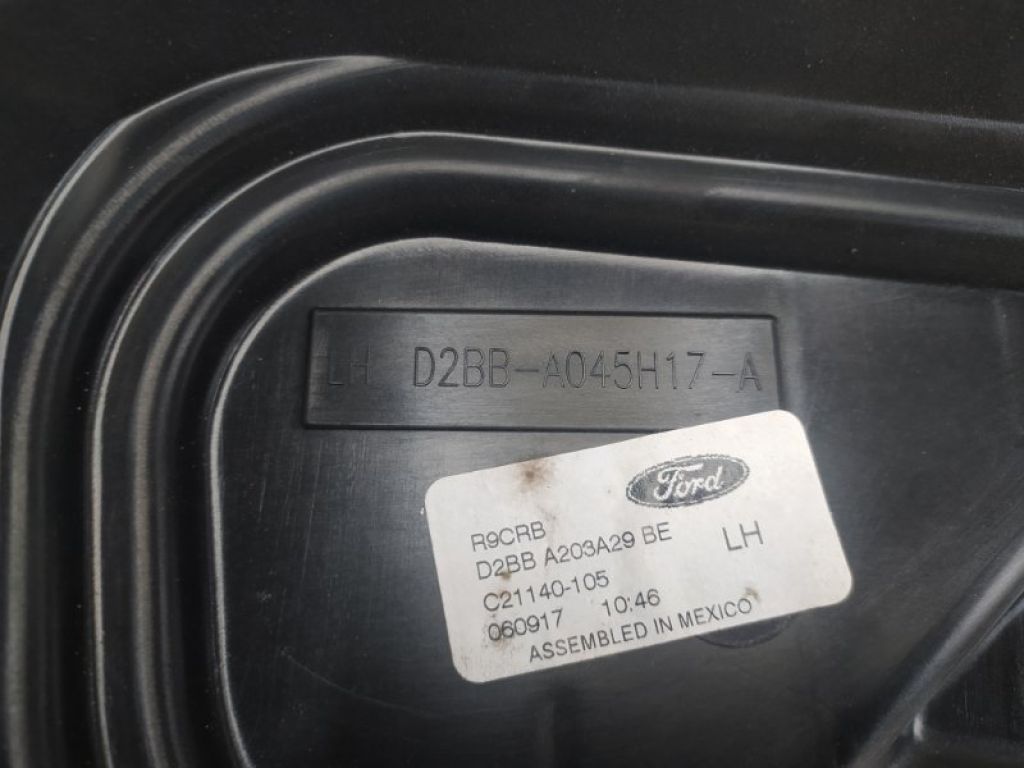 LH D2BB-A045H17-A
Ford
R9CRB
D2BB A203A29 BE LH
C21140-105
060917 10:46
ASSEMBLED IN MEXICO